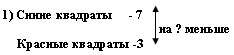 1) Синие квадраты - 7
на ? меньше
Красные квадраты -3